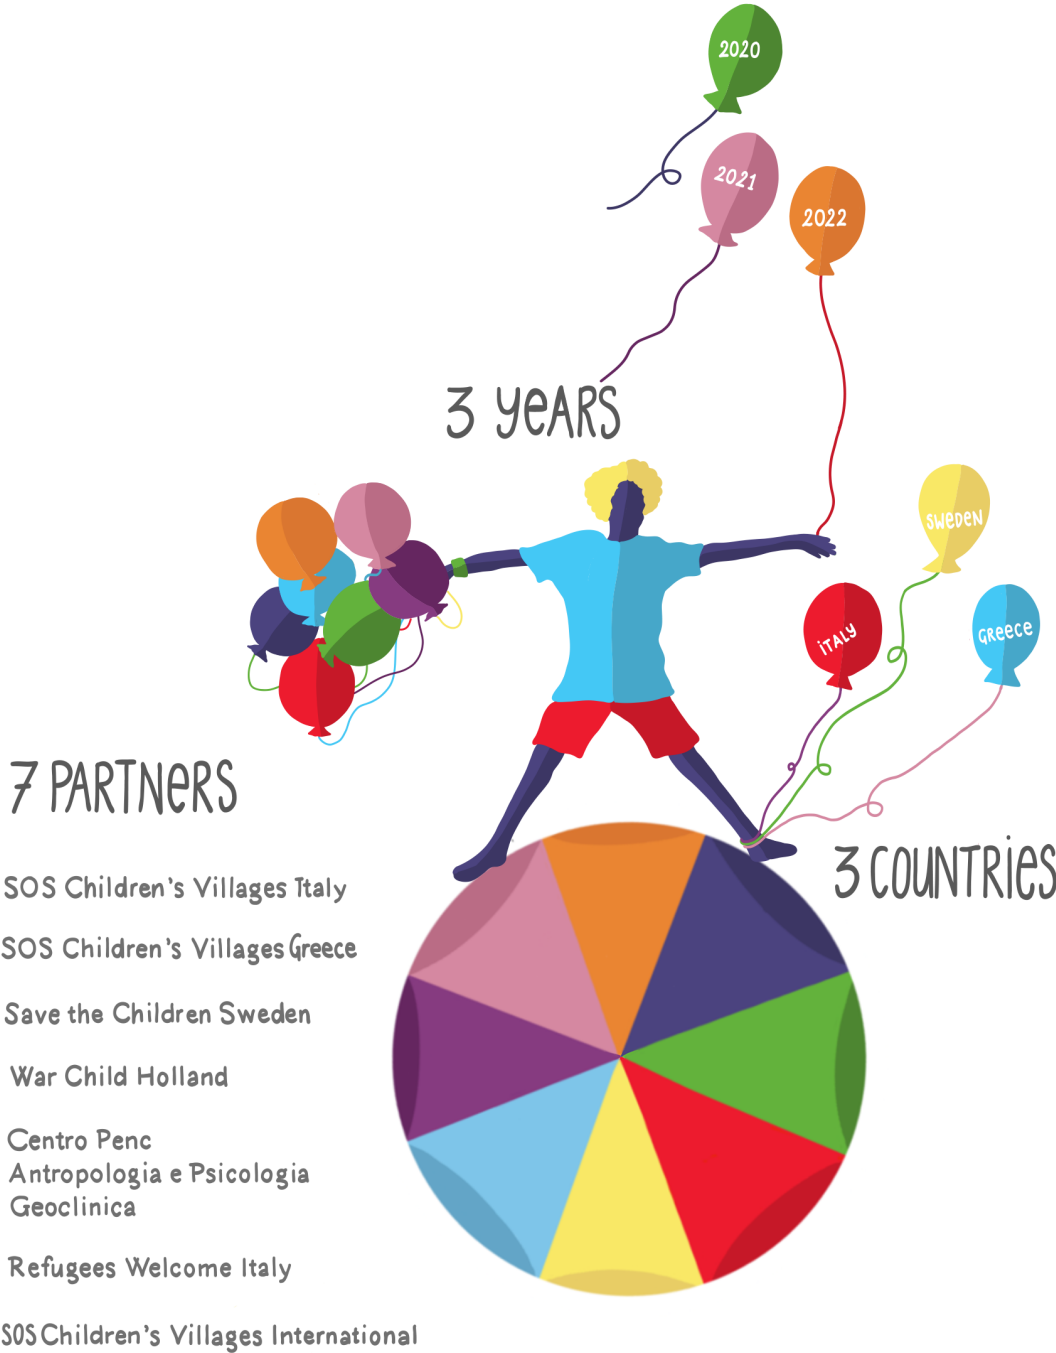 2020
2021
2022
3 YeARS
SWEDEN
iTALY
GReece
7 PARTNeRS
3 COUNTRieS
SOS Children's Villages Italy
SOS Children's Villages Greece
Save the Children Sweden
War Child Holland
Centro Penc
Antropologia e Psicologia
Geoclinica
Refugees Welcome Italy
SOS Children's Villages International